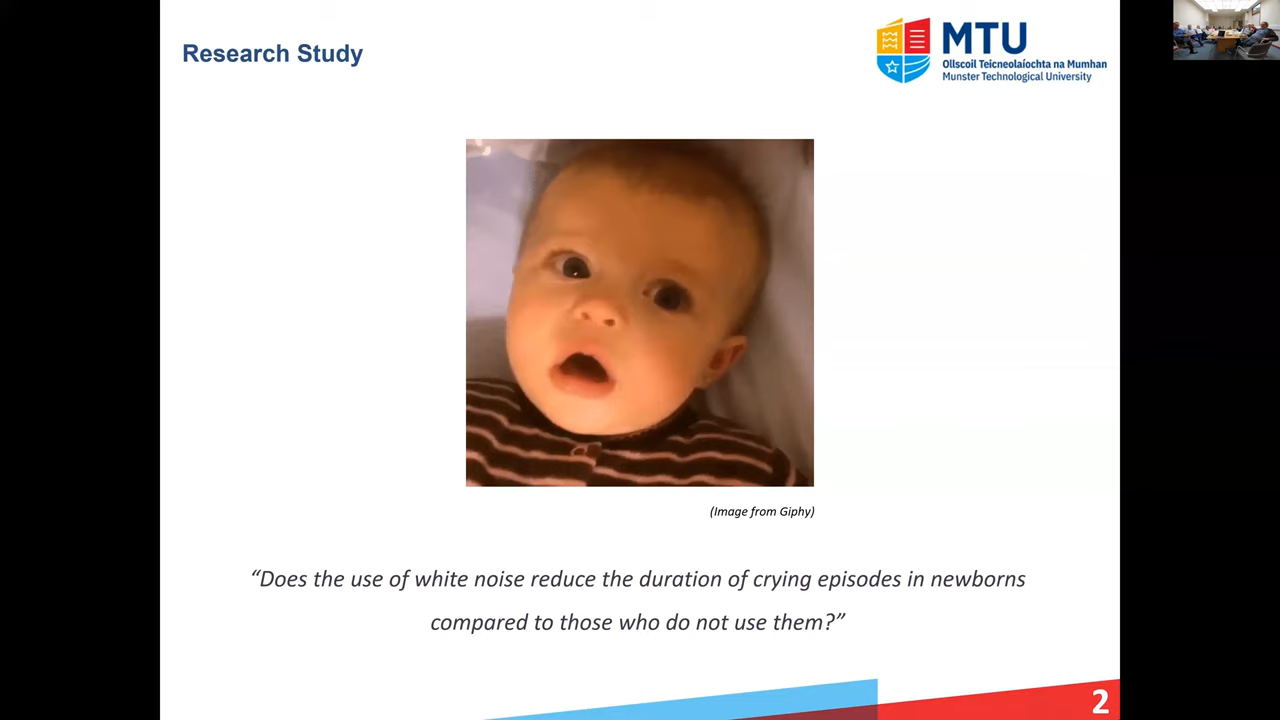 Research Study
MTU
Ollscoil Teicneolaíochta na Mumhan
Munster Technological University
(Image from Giphy)
“Does the use of white noise reduce the duration of crying episodes in newborns
compared to those who do not use them?”
2